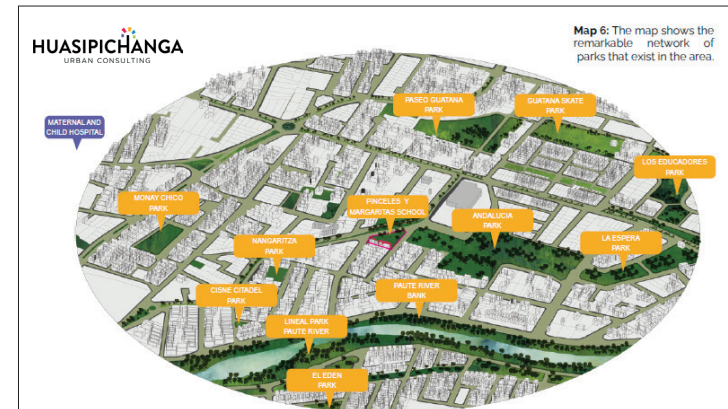 HUASIPICHANGA
URBAN CONSULTING
Map 6: The map shows the
remarkable network of
parks that exist in the area.
PASEO GUATANA
PARK
GUATANA SKATE
PARK
MATERNAL AND
CHILD HOSPITAL
LOS EDUCADORES
PARK
MONAY CHICO
PARK
PINCELES Y
MARGARITAS SCHOOL
ANDALUCIA
PARK
NANGARITZA
PARK
LA ESPERA
PARK
CISNE CITADEL
PARK
PAUTE RIVER
BANK
LINEAL PARK
PAUTE RIVER
EL EDEN
PARK